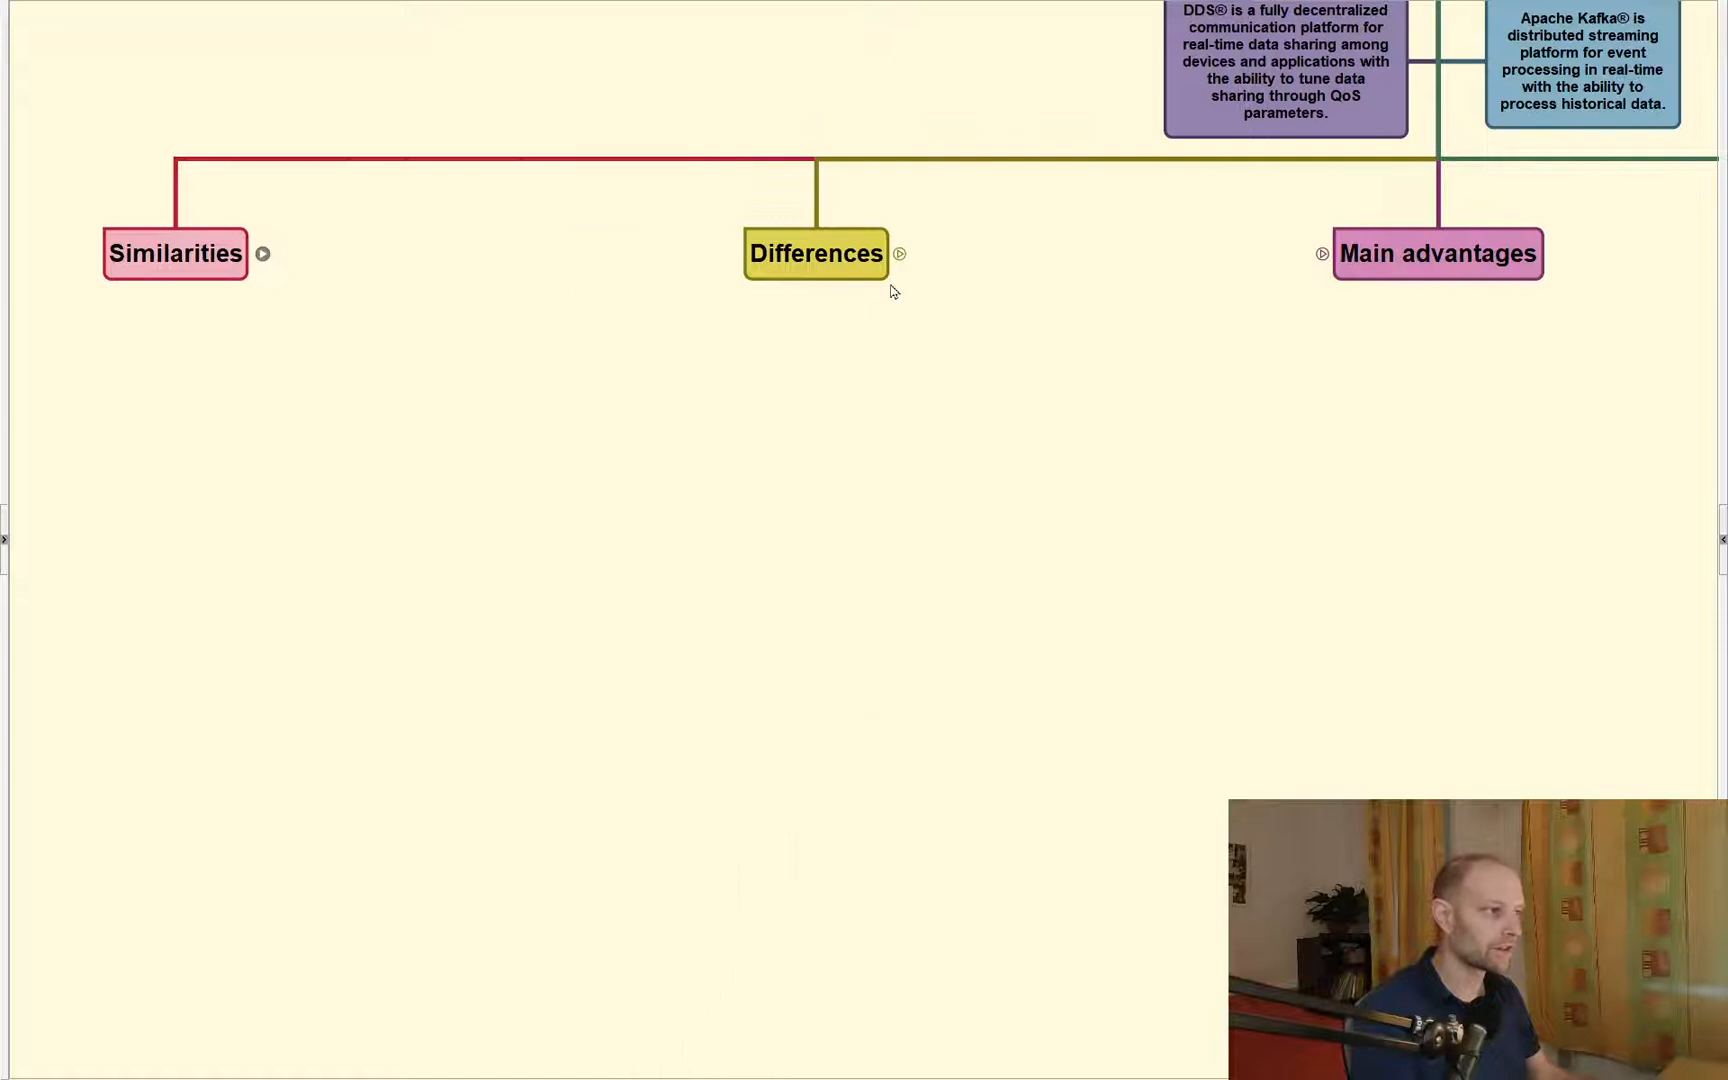 DDS® is a fully decentralized
communication platform for
real-time data sharing among
devices and applications with
the ability to tune data
sharing through QoS
parameters.
Apache Kafka® is
distributed streaming
platform for event
processing in real-time
with the ability to
process historical data.
Similarities
Differences
Main advantages